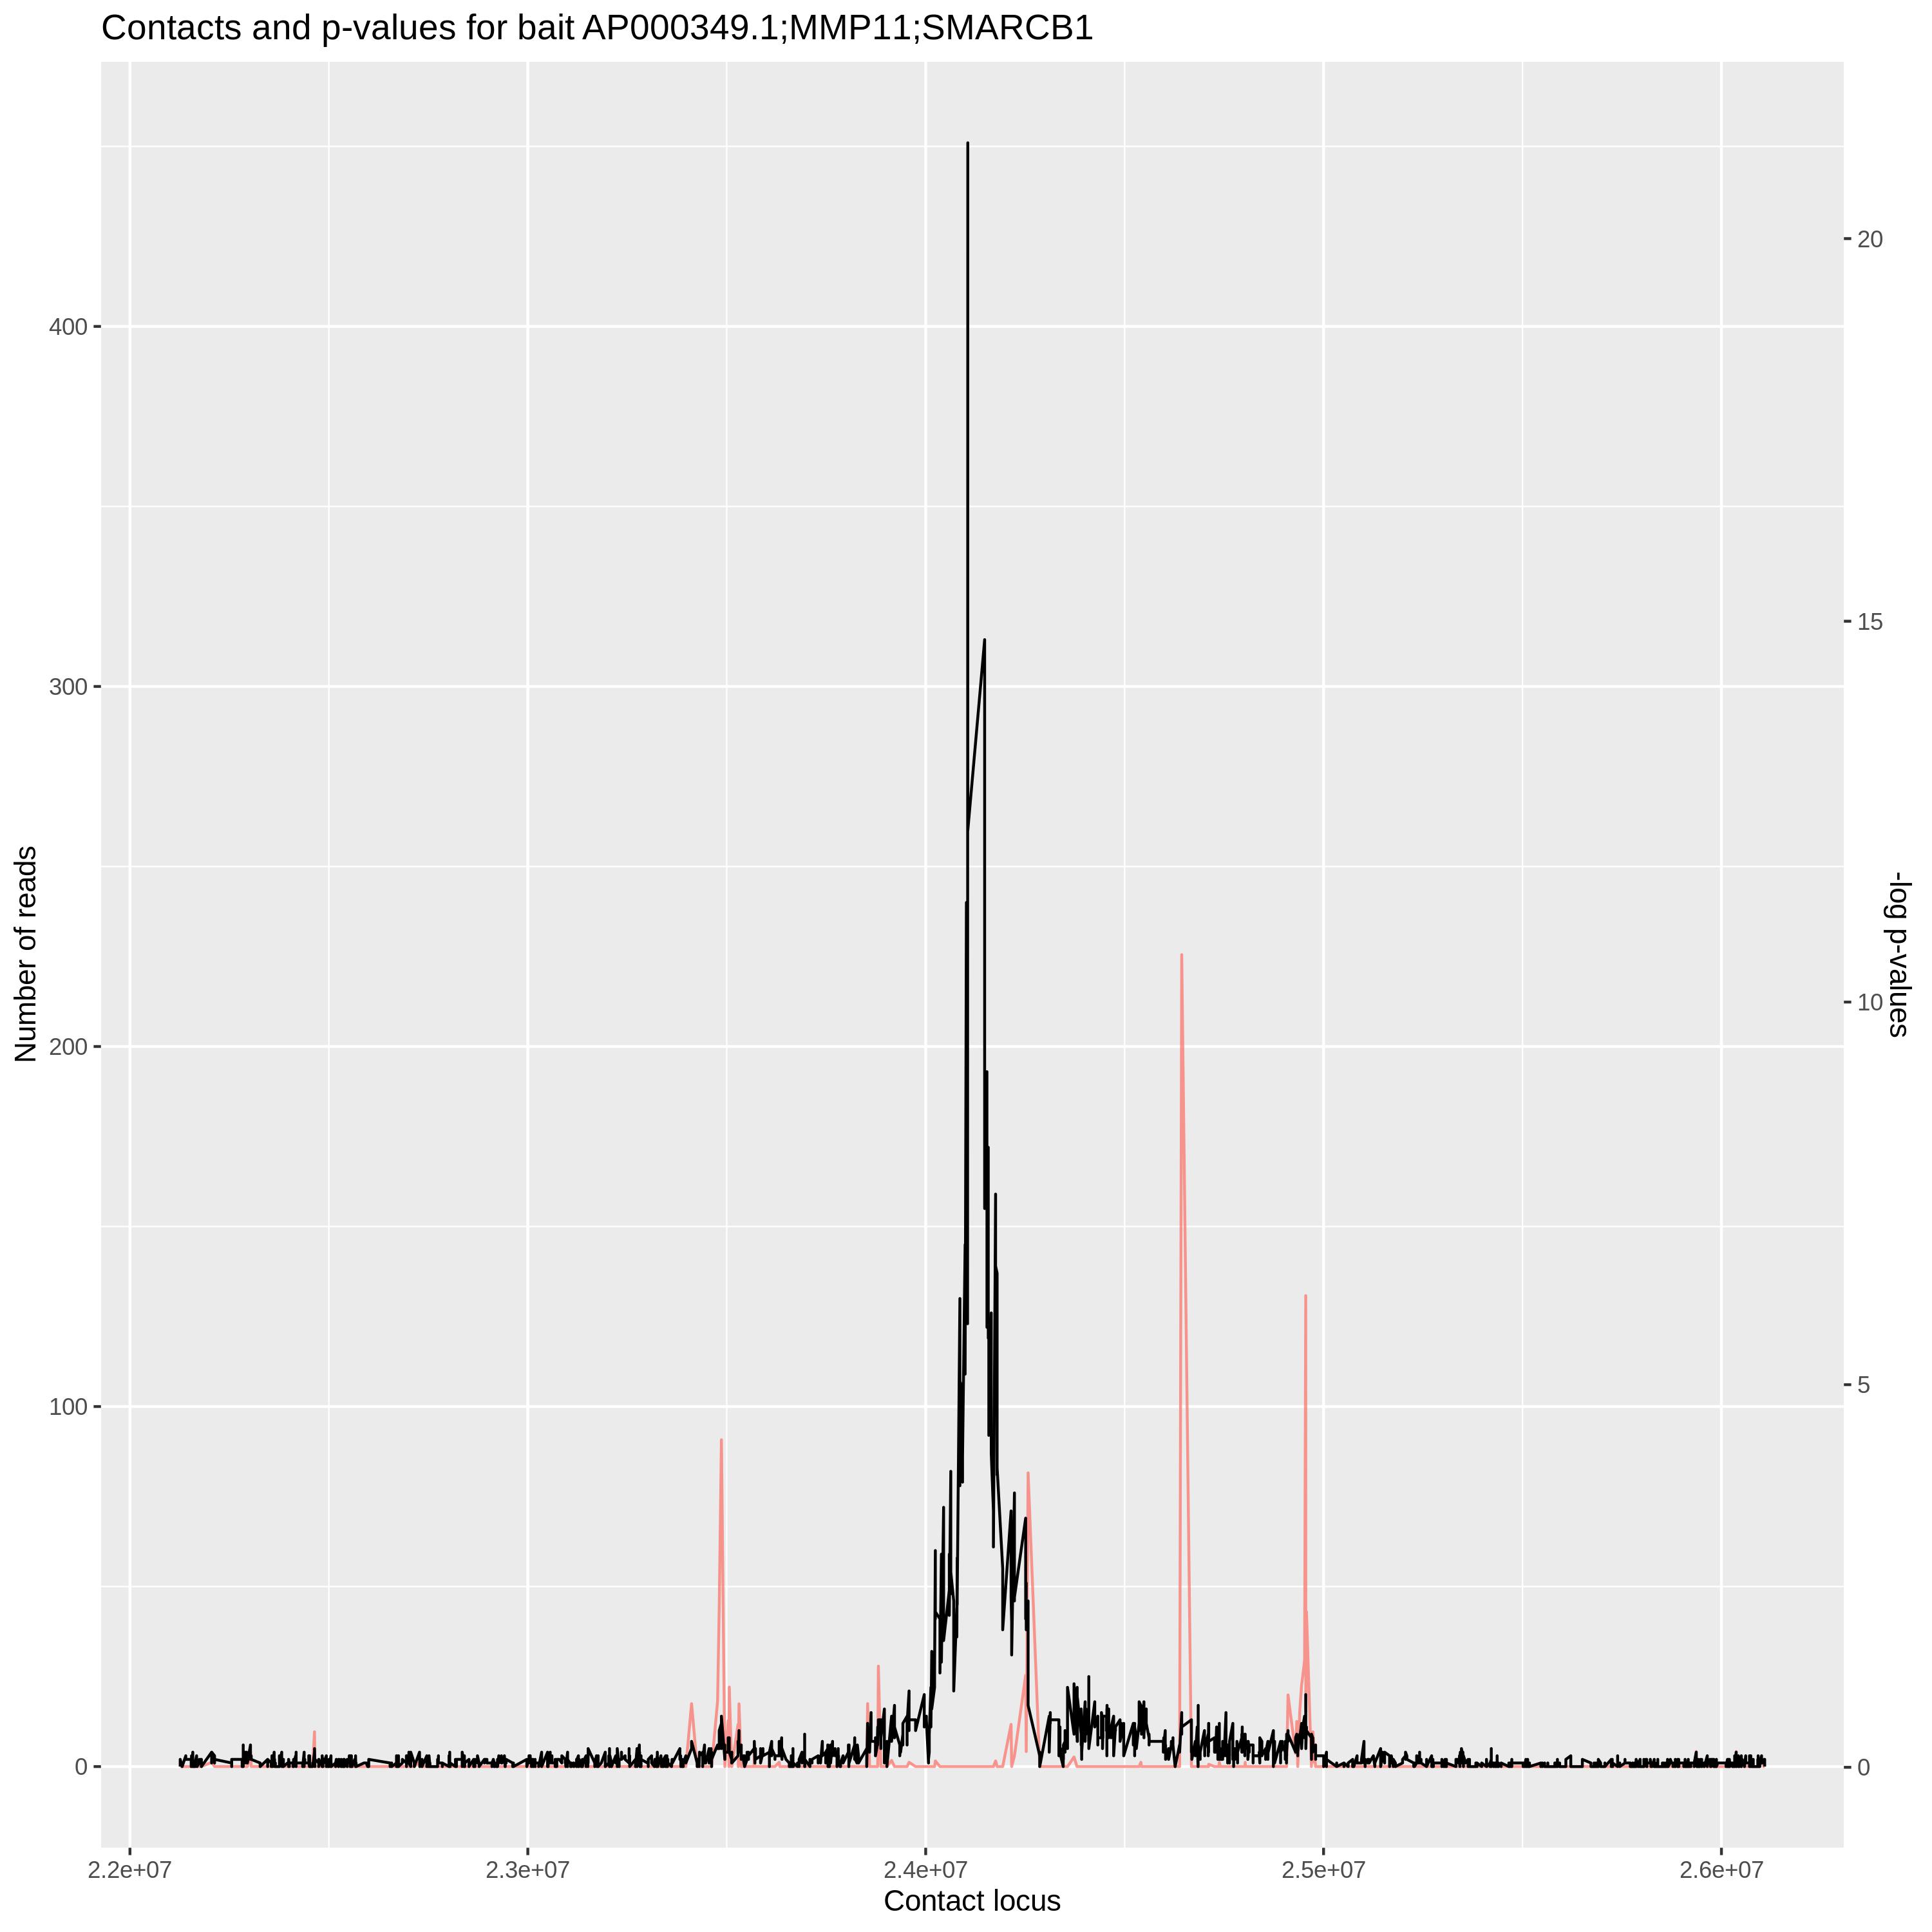 Contacts and p-values for bait AP000349.1;MMP11;SMARCB1
Number of reads
400
300
200
100
0
20
15
10
5
0
-log p-values
2.2e+07 2.3e+07 2.4e+07 2.5e+07 2.6e+07
Contact locus